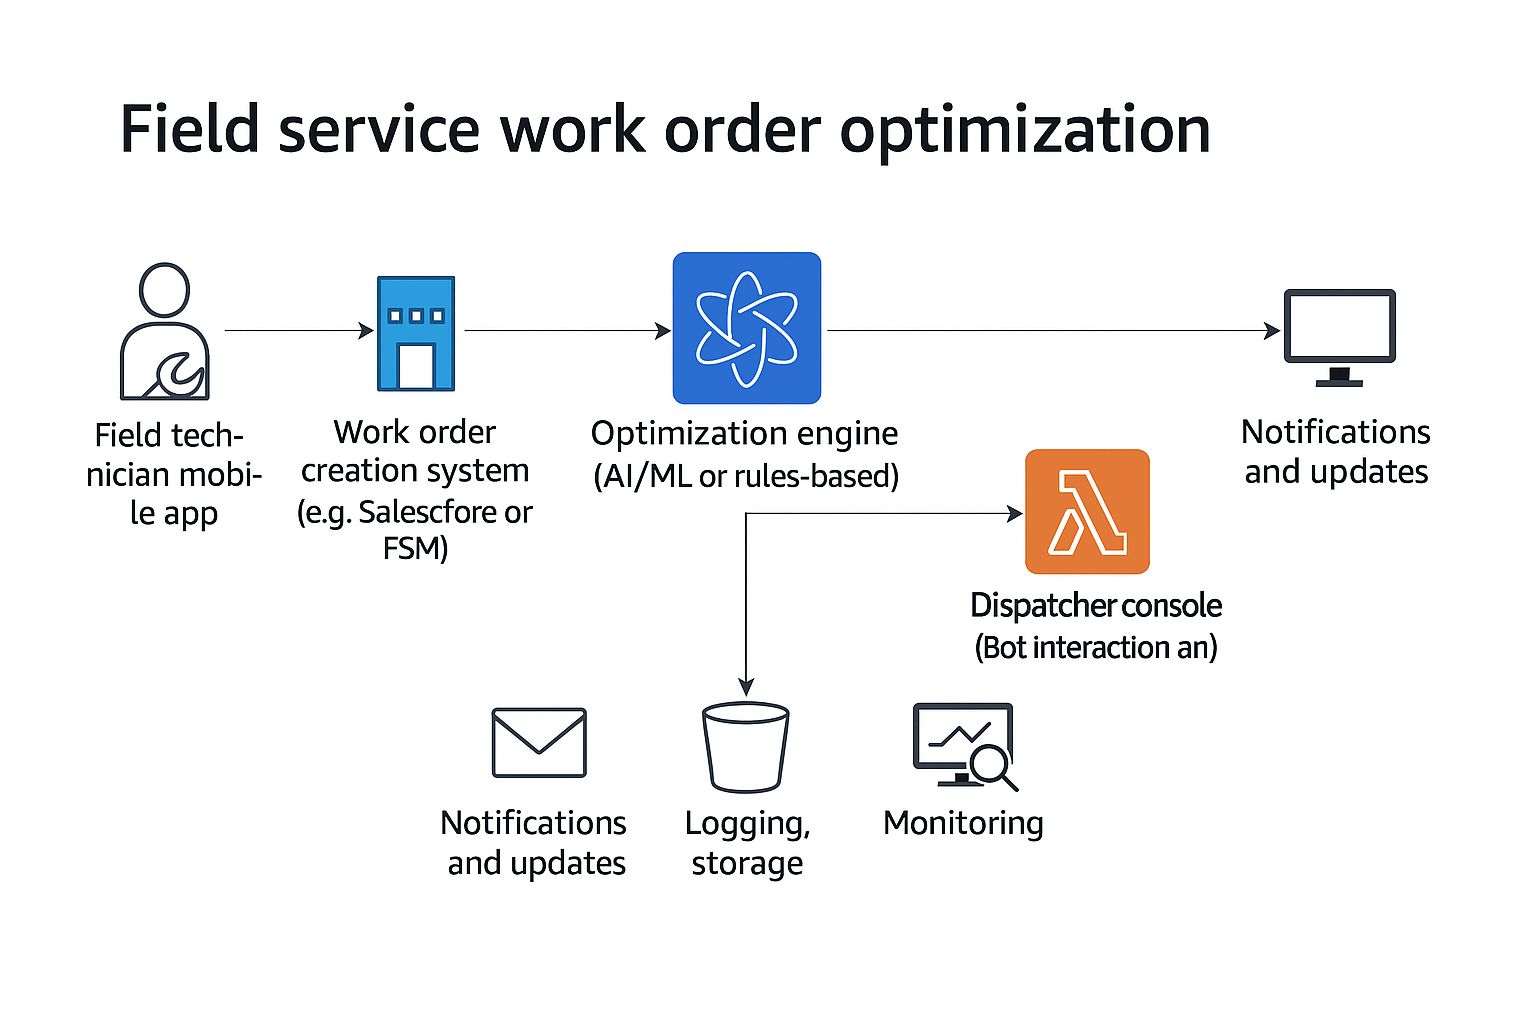 Field service work order optimization
Field tech-
nician mobi-
le app
Work order
creation system
(e.g. Salescfore or
FSM)
Optimization engine
(AI/ML or rules-based)
Notifications
and updates
Dispatcher console
(Bot interaction an)
Notifications
and updates
Logging,
storage
Monitoring